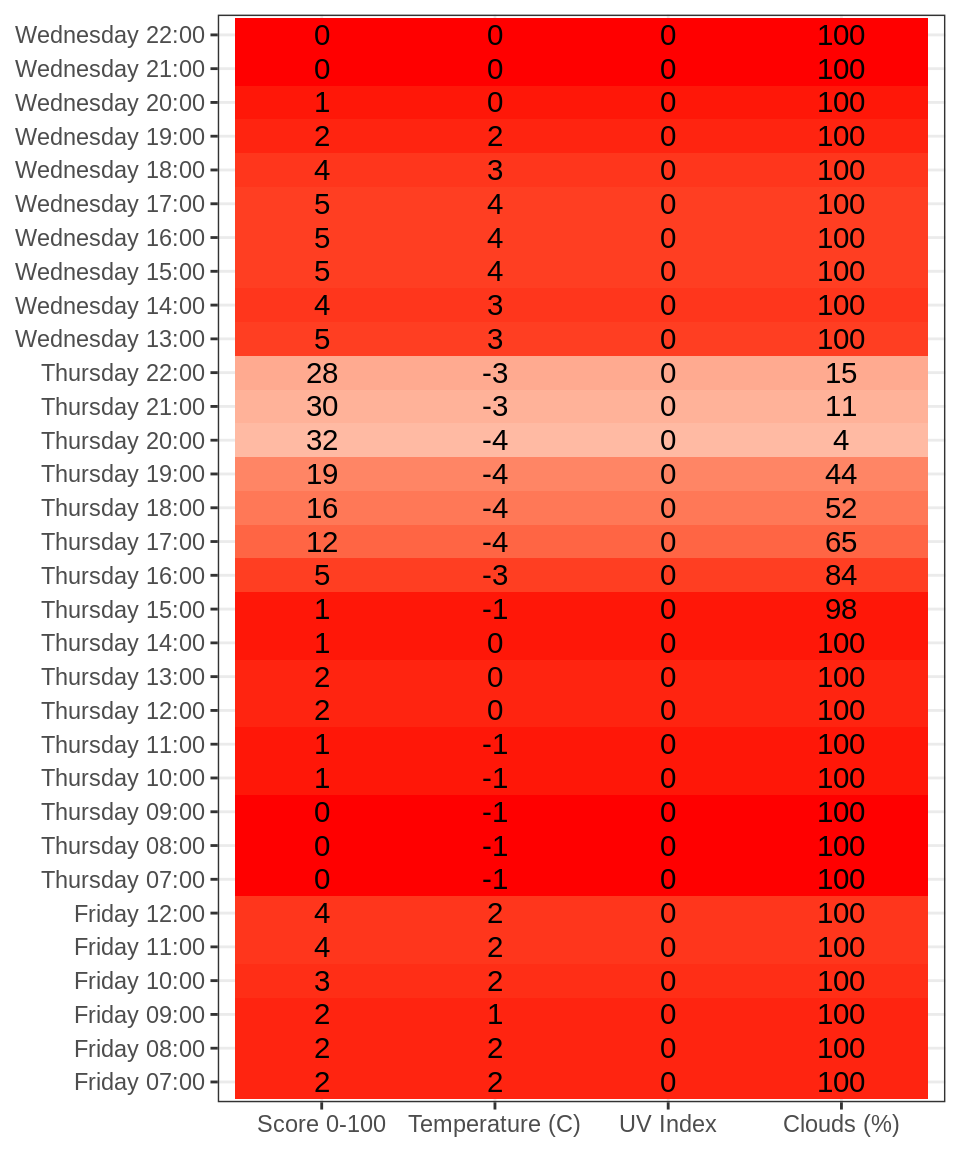 Wednesday 22:00 0 0 0 100
Wednesday 21:00 0 0 0 100
Wednesday 20:00 1 0 0 100
Wednesday 19:00 2 2 0 100
Wednesday 18:00 4 3 0 100
Wednesday 17:00 5 4 0 100
Wednesday 16:00 5 4 0 100
Wednesday 15:00 5 4 0 100
Wednesday 14:00 4 3 0 100
Wednesday 13:00 5 3 0 100
Thursday 22:00 28 -3 0 15
Thursday 21:00 30 -3 0 11
Thursday 20:00 32 -4 0 4
Thursday 19:00 19 -4 0 44
Thursday 18:00 16 -4 0 52
Thursday 17:00 12 -4 0 65
Thursday 16:00 5 -3 0 84
Thursday 15:00 1 -1 0 98
Thursday 14:00 1 0 0 100
Thursday 13:00 2 0 0 100
Thursday 12:00 2 0 0 100
Thursday 11:00 1 -1 0 100
Thursday 10:00 1 -1 0 100
Thursday 09:00 0 -1 0 100
Thursday 08:00 0 -1 0 100
Thursday 07:00 0 -1 0 100
Friday 12:00 4 2 0 100
Friday 11:00 4 2 0 100
Friday 10:00 3 2 0 100
Friday 09:00 2 1 0 100
Friday 08:00 2 2 0 100
Friday 07:00 2 2 0 100
Score 0-100 Temperature (C) UV Index Clouds (%)